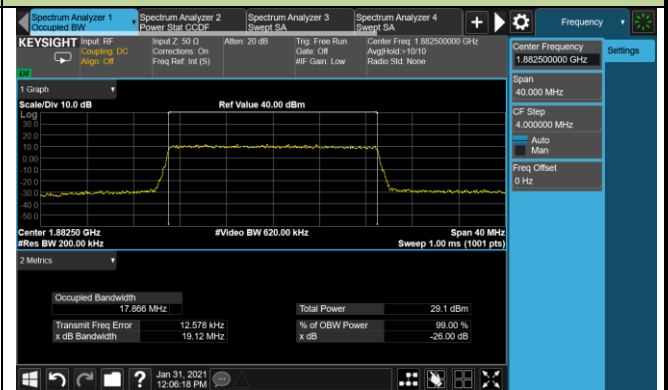 Spectrum Analyzer 1
Occupied BW
Spectrum Analyzer 2
Power Stat CCDF
Spectrum Analyzer 3
Swept SA
Spectrum Analyzer 4
Swept SA
Frequency
KEYSIGHT
Input: RF
Coupling: DC
Align: Off
Input Z: 50 Ω
Corrections: On
Freq Ref: Int (S)
Atten: 20 dB
Trig: Free Run
Gate: Off
#IF Gain: Low
Center Freq: 1.882500000 GHz
Avg|Hold:>10/10
Radio Std: None
Center Frequency
1.882500000 GHz
Settings
Span
40.000 MHz
CF Step
4.000000 MHz
Auto
Man
Freq Offset
0 Hz
1 Graph
Scale/Div 10.0 dB
Ref Value 40.00 dBm
Log
30.0
20.0
10.0
0.00
-10.0
-20.0
-30.0
-40.0
-50.0
Center 1.88250 GHz
#Video BW 620.00 kHz
Span 40 MHz
#Res BW 200.00 kHz
Sweep 1.00 ms (1001 pts)
2 Metrics
Occupied Bandwidth
17.866 MHz
Total Power
29.1 dBm
Transmit Freq Error
12.578 kHz
% of OBW Power
99.00 %
x dB Bandwidth
19.12 MHz
x dB
-26.00 dB
Jan 31, 2021
12:06:18 PM